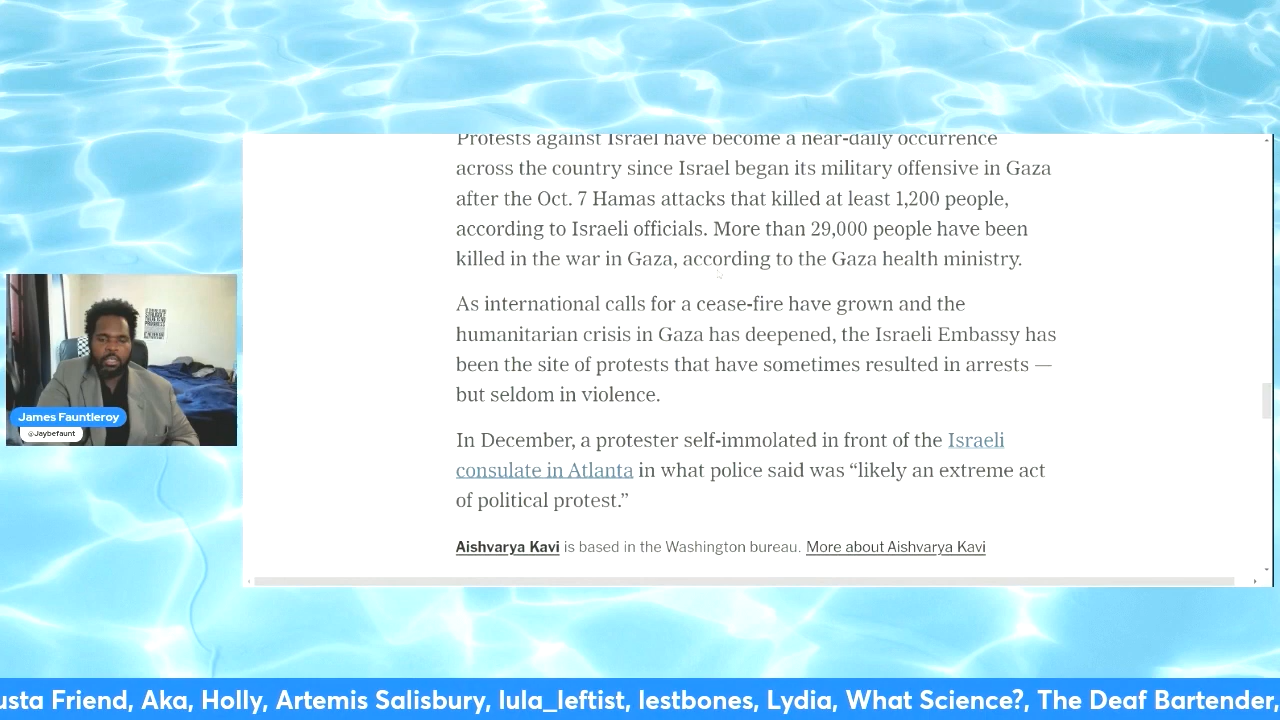 Protests against Israel have become a near-daily occurrence
across the country since Israel began its military offensive in Gaza
after the Oct. 7 Hamas attacks that killed at least 1,200 people,
according to Israeli officials. More than 29,000 people have been
killed in the war in Gaza, according to the Gaza health ministry.
As international calls for a cease-fire have grown and the
humanitarian crisis in Gaza has deepened, the Israeli Embassy has
been the site of protests that have sometimes resulted in arrests —
but seldom in violence.
In December, a protester self-immolated in front of the Israeli
consulate in Atlanta in what police said was “likely an extreme act
of political protest.”
Aishvarya Kavi is based in the Washington bureau. More about Aishvarya Kavi
James Fauntleroy
@Jaybefaunt
usta Friend, Aka, Holly, Artemis Salisbury, lula_leftist, lestbones, Lydia, What Science?, The Deaf Bartender,